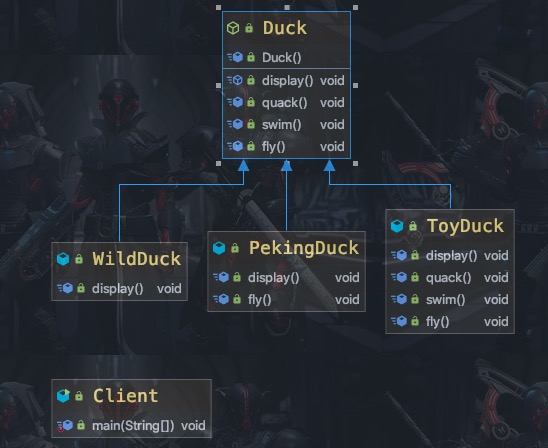 Duck
Duck()
display() void
quack() void
swim() void
fly() void
WildDuck
display() void
PekingDuck
display() void
fly() void
ToyDuck
display() void
quack() void
swim() void
fly() void
Client
main(String[]) void